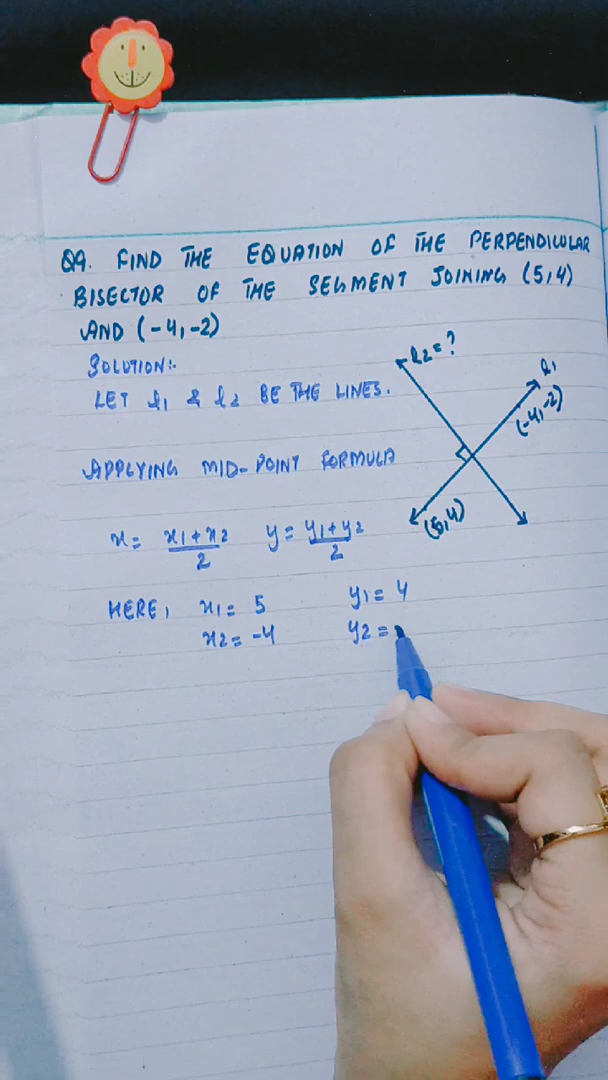 Q9. FIND THE EQUATION OF THE PERPENDICULAR
BISECTOR OF THE SEGMENT JOINING (5,4)
AND (-4,-2)
SOLUTION:-
LET l1 & l2 BE THE LINES.
l2=?
l1
(-4,-2)
(5,4)
APPLYING MID-POINT FORMULA
x= x1+x2/2 y= y1+y2/2
HERE, x1= 5 y1= 4
x2= -4 y2=